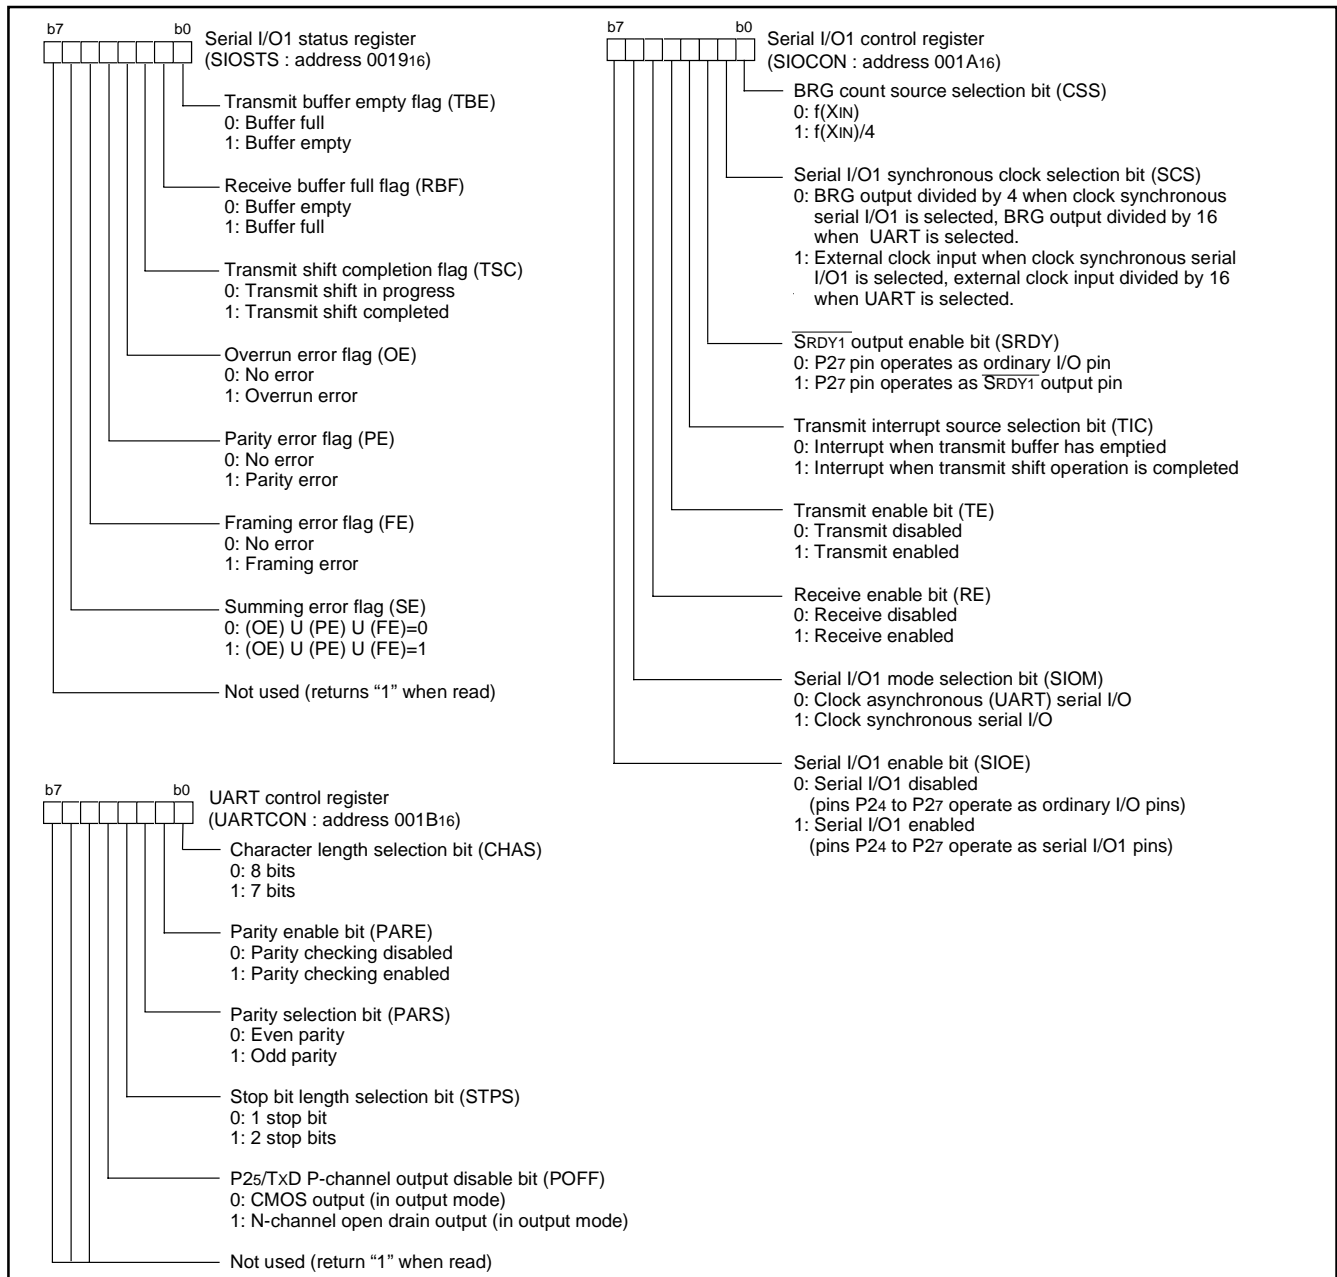 b7 b0
Serial I/O1 status register
(SIOSTS : address 001916)
Transmit buffer empty flag (TBE)
0: Buffer full
1: Buffer empty
Receive buffer full flag (RBF)
0: Buffer empty
1: Buffer full
Transmit shift completion flag (TSC)
0: Transmit shift in progress
1: Transmit shift completed
Overrun error flag (OE)
0: No error
1: Overrun error
Parity error flag (PE)
0: No error
1: Parity error
Framing error flag (FE)
0: No error
1: Framing error
Summing error flag (SE)
0: (OE) U (PE) U (FE)=0
1: (OE) U (PE) U (FE)=1
Not used (returns “1” when read)
b7 b0
UART control register
(UARTCON : address 001B16)
Character length selection bit (CHAS)
0: 8 bits
1: 7 bits
Parity enable bit (PARE)
0: Parity checking disabled
1: Parity checking enabled
Parity selection bit (PARS)
0: Even parity
1: Odd parity
Stop bit length selection bit (STPS)
0: 1 stop bit
1: 2 stop bits
P25/TXD P-channel output disable bit (POFF)
0: CMOS output (in output mode)
1: N-channel open drain output (in output mode)
Not used (return “1” when read)
b7 b0
Serial I/O1 control register
(SIOCON : address 001A16)
BRG count source selection bit (CSS)
0: f(XIN)
1: f(XIN)/4
Serial I/O1 synchronous clock selection bit (SCS)
0: BRG output divided by 4 when clock synchronous
serial I/O1 is selected, BRG output divided by 16
when UART is selected.
1: External clock input when clock synchronous serial
I/O1 is selected, external clock input divided by 16
when UART is selected.
SRDY1 output enable bit (SRDY)
0: P27 pin operates as ordinary I/O pin
1: P27 pin operates as SRDY1 output pin
Transmit interrupt source selection bit (TIC)
0: Interrupt when transmit buffer has emptied
1: Interrupt when transmit shift operation is completed
Transmit enable bit (TE)
0: Transmit disabled
1: Transmit enabled
Receive enable bit (RE)
0: Receive disabled
1: Receive enabled
Serial I/O1 mode selection bit (SIOM)
0: Clock asynchronous (UART) serial I/O
1: Clock synchronous serial I/O
Serial I/O1 enable bit (SIOE)
0: Serial I/O1 disabled
(pins P24 to P27 operate as ordinary I/O pins)
1: Serial I/O1 enabled
(pins P24 to P27 operate as serial I/O1 pins)